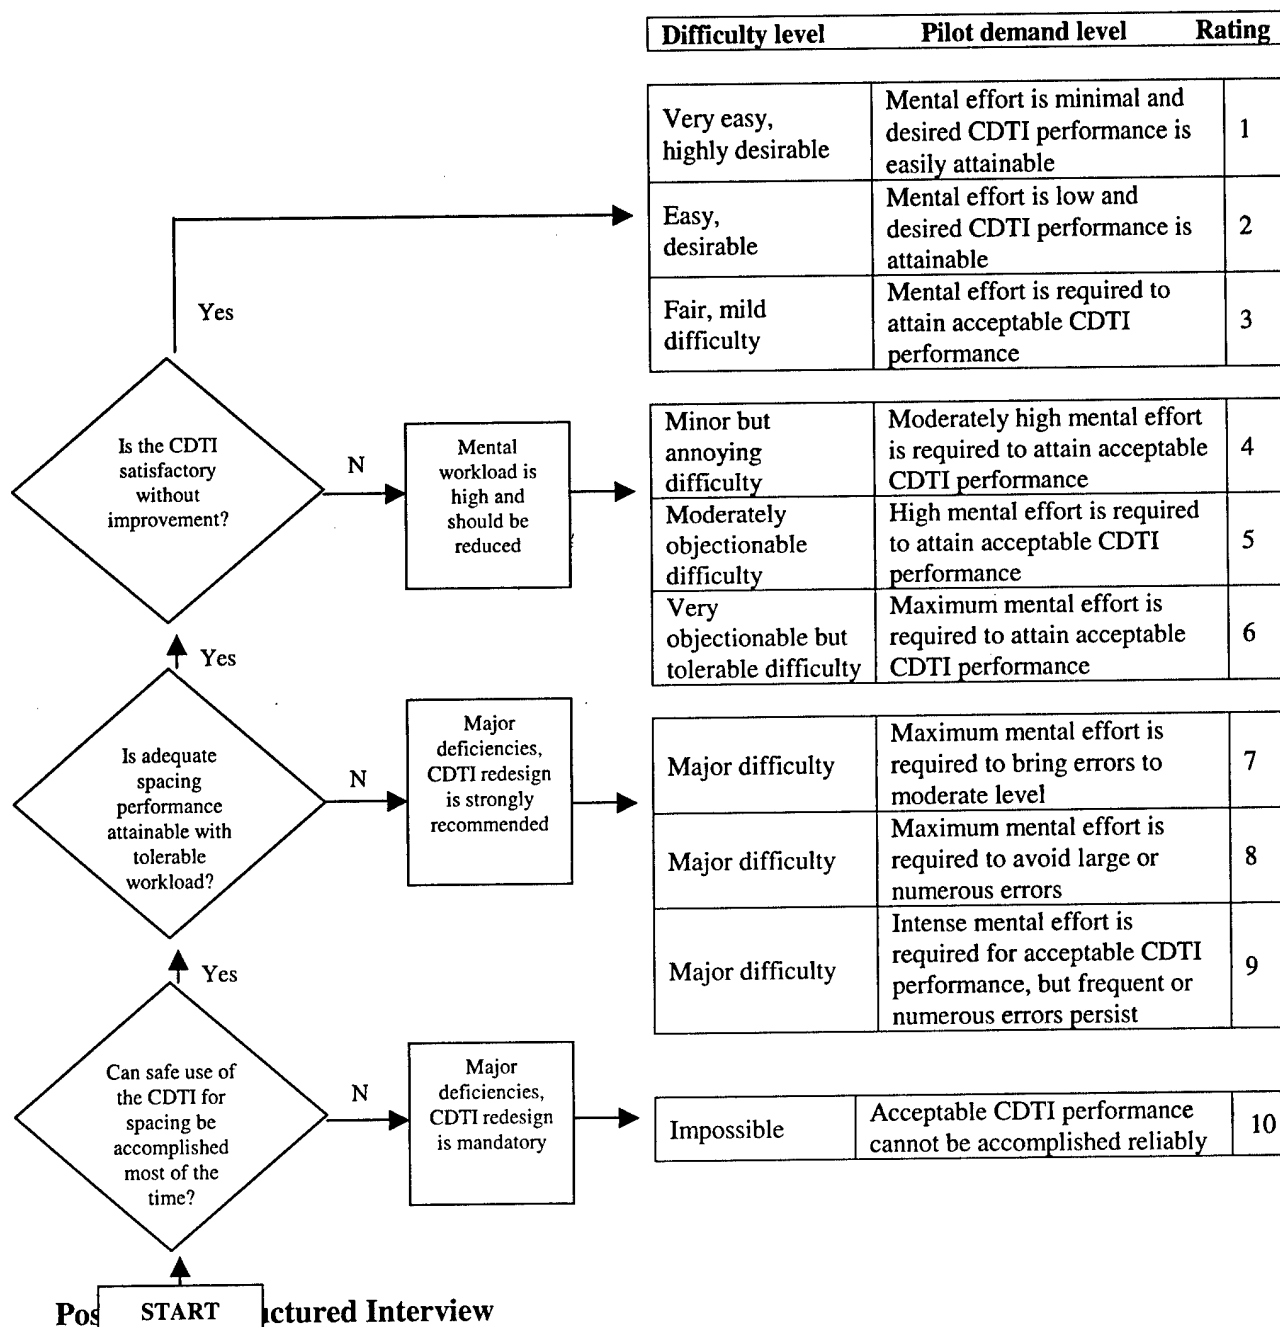 Difficulty level Pilot demand level Rating
Very easy,
highly desirable
Mental effort is minimal and
desired CDTI performance is
easily attainable
1
Easy,
desirable
Mental effort is low and
desired CDTI performance is
attainable
2
Fair, mild
difficulty
Mental effort is required to
attain acceptable CDTI
performance
3
Yes
Is the CDTI
satisfactory
without
improvement?
N
Mental
workload is
high and
should be
reduced
Minor but
annoying
difficulty
Moderately high mental effort
is required to attain acceptable
CDTI performance
4
Moderately
objectionable
difficulty
High mental effort is required
to attain acceptable CDTI
performance
5
Very
objectionable but
tolerable difficulty
Maximum mental effort is
required to attain acceptable
CDTI performance
6
Yes
Is adequate
spacing
performance
attainable with
tolerable
workload?
N
Major
deficiencies,
CDTI redesign
is strongly
recommended
Major difficulty
Maximum mental effort is
required to bring errors to
moderate level
7
Major difficulty
Maximum mental effort is
required to avoid large or
numerous errors
8
Major difficulty
Intense mental effort is
required for acceptable CDTI
performance, but frequent or
numerous errors persist
9
Yes
Can safe use of
the CDTI for
spacing be
accomplished
most of the
time?
N
Major
deficiencies,
CDTI redesign
is mandatory
Impossible
Acceptable CDTI performance
cannot be accomplished reliably
10
START
Interview